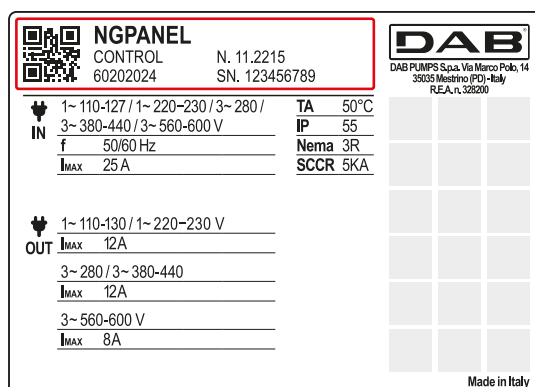 NGPANEL
CONTROL N. 11.2215
60202024 SN. 123456789
DAB
DAB PUMPS S.p.a. Via Marco Polo, 14
35035 Mestrino (PD) - Italy
R.E.A. n. 328200
IN
1~ 110-127 / 1~ 220-230 / 3~ 280 /
3~ 380-440 / 3~ 560-600 V
f 50/60 Hz
IMAX 25 A
TA 50°C
IP 55
Nema 3R
SCCR 5KA
OUT
1~ 110-130 / 1~ 220-230 V
IMAX 12A
3~ 280 / 3~ 380-440
IMAX 12A
3~ 560-600 V
IMAX 8A
Made in Italy